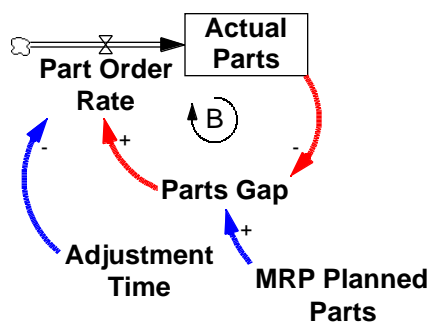 Actual
Parts
Part Order
Rate
B
-
+
-
Parts Gap
+
Adjustment
Time
MRP Planned
Parts